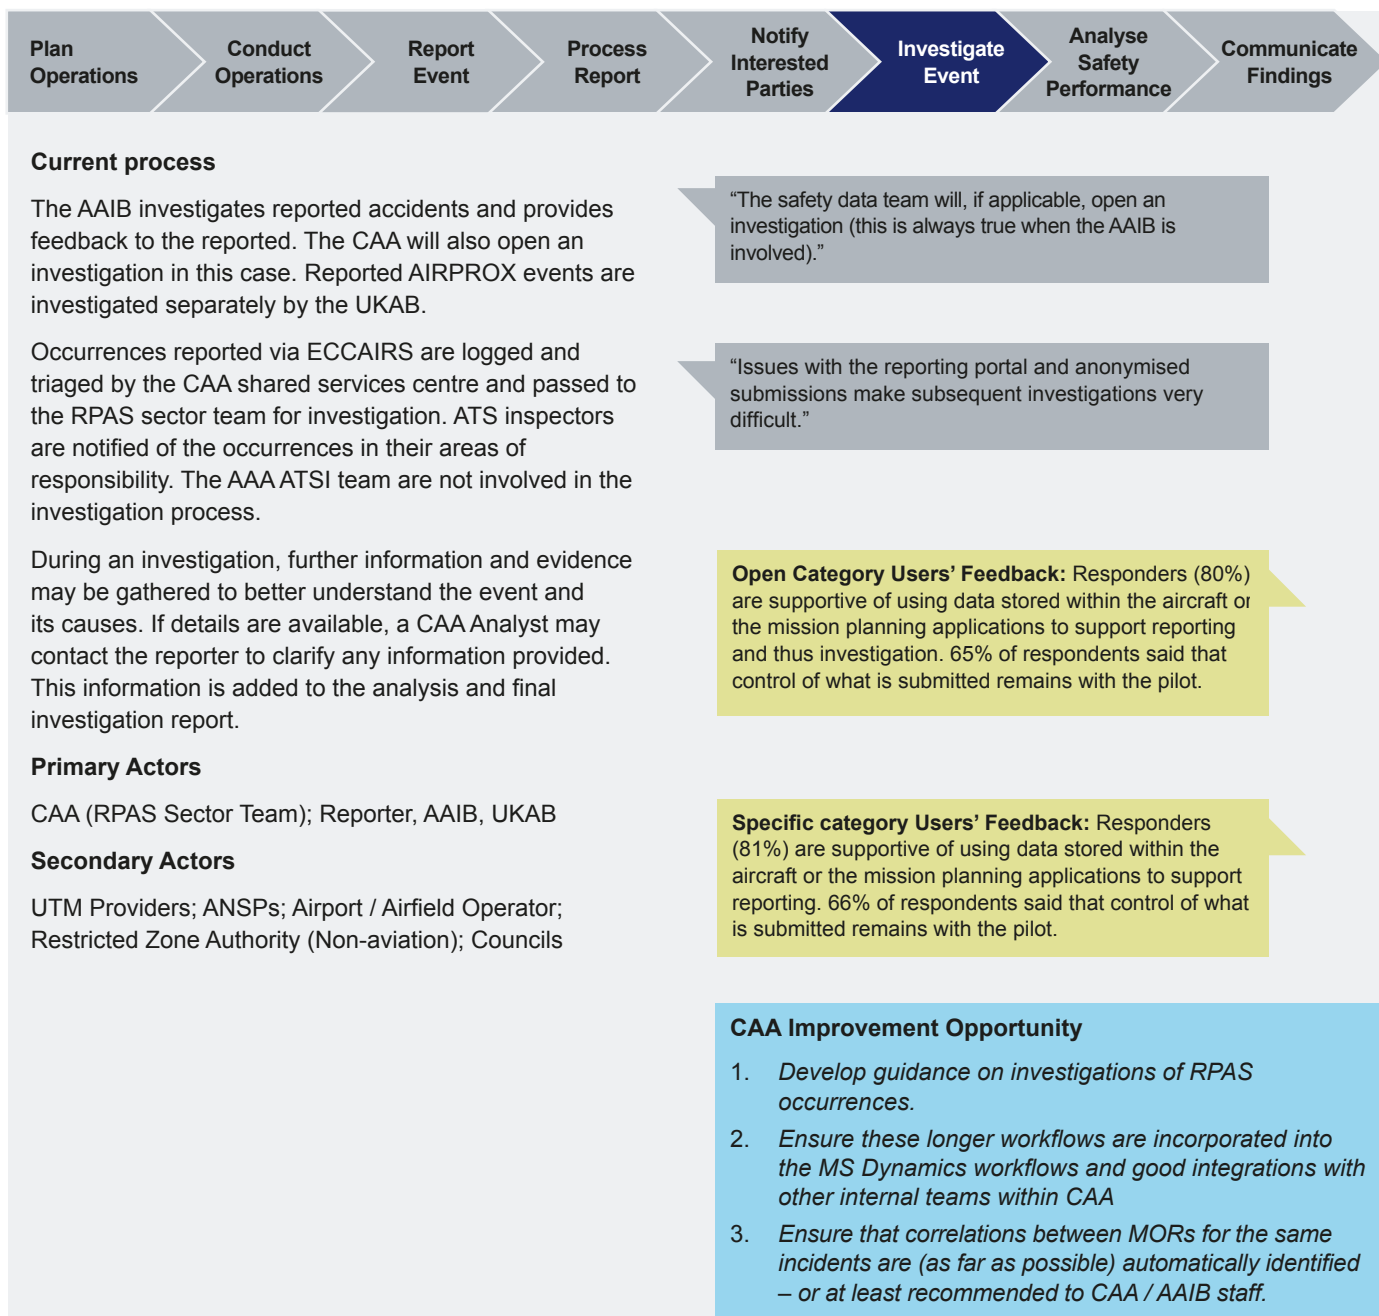 Plan
Operations
Conduct
Operations
Report
Event
Process
Report
Notify
Interested
Parties
Investigate
Event
Analyse
Safety
Performance
Communicate
Findings
Current process
The AAIB investigates reported accidents and provides
feedback to the reported. The CAA will also open an
investigation in this case. Reported AIRPROX events are
investigated separately by the UKAB.
Occurrences reported via ECCAIRS are logged and
triaged by the CAA shared services centre and passed to
the RPAS sector team for investigation. ATS inspectors
are notified of the occurrences in their areas of
responsibility. The AAA ATSI team are not involved in the
investigation process.
During an investigation, further information and evidence
may be gathered to better understand the event and
its causes. If details are available, a CAA Analyst may
contact the reporter to clarify any information provided.
This information is added to the analysis and final
investigation report.
Primary Actors
CAA (RPAS Sector Team); Reporter, AAIB, UKAB
Secondary Actors
UTM Providers; ANSPs; Airport / Airfield Operator;
Restricted Zone Authority (Non-aviation); Councils
“The safety data team will, if applicable, open an
investigation (this is always true when the AAIB is
involved).”
“Issues with the reporting portal and anonymised
submissions make subsequent investigations very
difficult.”
Open Category Users’ Feedback: Responders (80%)
are supportive of using data stored within the aircraft or
the mission planning applications to support reporting
and thus investigation. 65% of respondents said that
control of what is submitted remains with the pilot.
Specific category Users’ Feedback: Responders
(81%) are supportive of using data stored within the
aircraft or the mission planning applications to support
reporting. 66% of respondents said that control of what
is submitted remains with the pilot.
CAA Improvement Opportunity
1. Develop guidance on investigations of RPAS
occurrences.
2. Ensure these longer workflows are incorporated into
the MS Dynamics workflows and good integrations with
other internal teams within CAA
3. Ensure that correlations between MORs for the same
incidents are (as far as possible) automatically identified
– or at least recommended to CAA / AAIB staff.